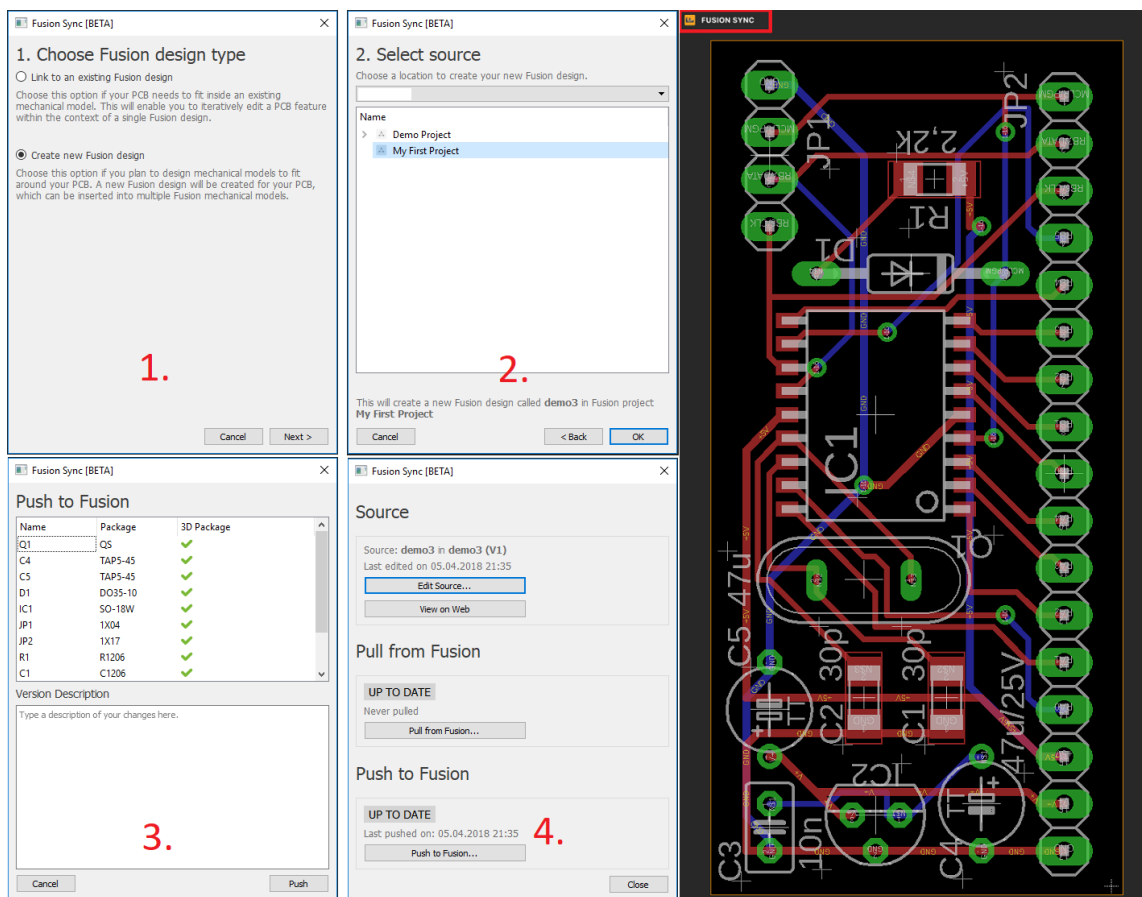 Fusion Sync [BETA]
1. Choose Fusion design type
Link to an existing Fusion design
Choose this option if your PCB needs to fit inside an existing
mechanical model. This will enable you to iteratively edit a PCB feature
within the context of a single Fusion design.
Create new Fusion design
Choose this option if you plan to design mechanical models to fit
around your PCB. A new Fusion design will be created for your PCB,
which can be inserted into multiple Fusion mechanical models.
1.
Cancel
Next >
Fusion Sync [BETA]
2. Select source
Choose a location to create your new Fusion design.
Name
Demo Project
My First Project
2.
This will create a new Fusion design called demo3 in Fusion project
My First Project
Cancel
< Back
OK
Fusion Sync [BETA]
Push to Fusion
Name Package 3D Package
Q1 QS
C4 TAP5-45
C5 TAP5-45
D1 DO35-10
IC1 SO-18W
JP1 1X04
JP2 1X17
R1 R1206
C1 C1206
Version Description
Type a description of your changes here.
3.
Cancel
Push
Fusion Sync [BETA]
Source
Source: demo3 in demo3 (V1)
Last edited on 05.04.2018 21:35
Edit Source...
View on Web
Pull from Fusion
UP TO DATE
Never pulled
Pull from Fusion...
Push to Fusion
UP TO DATE
Last pushed on: 05.04.2018 21:35
4.
Push to Fusion...
Close
FUSION SYNC
JP1
JP2
2,2k
R1
D1
IC1
Q1
C5
47u
30p
30p
C2
C1
47u/25V
IC2
C3
10n
C4